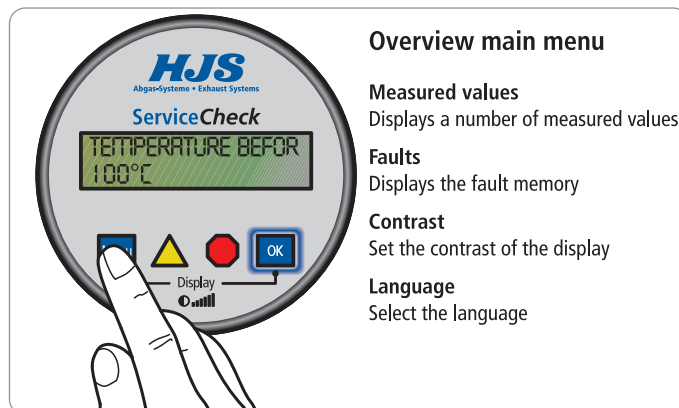 HJS
Abgas-Systeme • Exhaust Systems
ServiceCheck
TEMPERATURE BEFOR
100°C
OK
Display
Overview main menu
Measured values
Displays a number of measured values
Faults
Displays the fault memory
Contrast
Set the contrast of the display
Language
Select the language